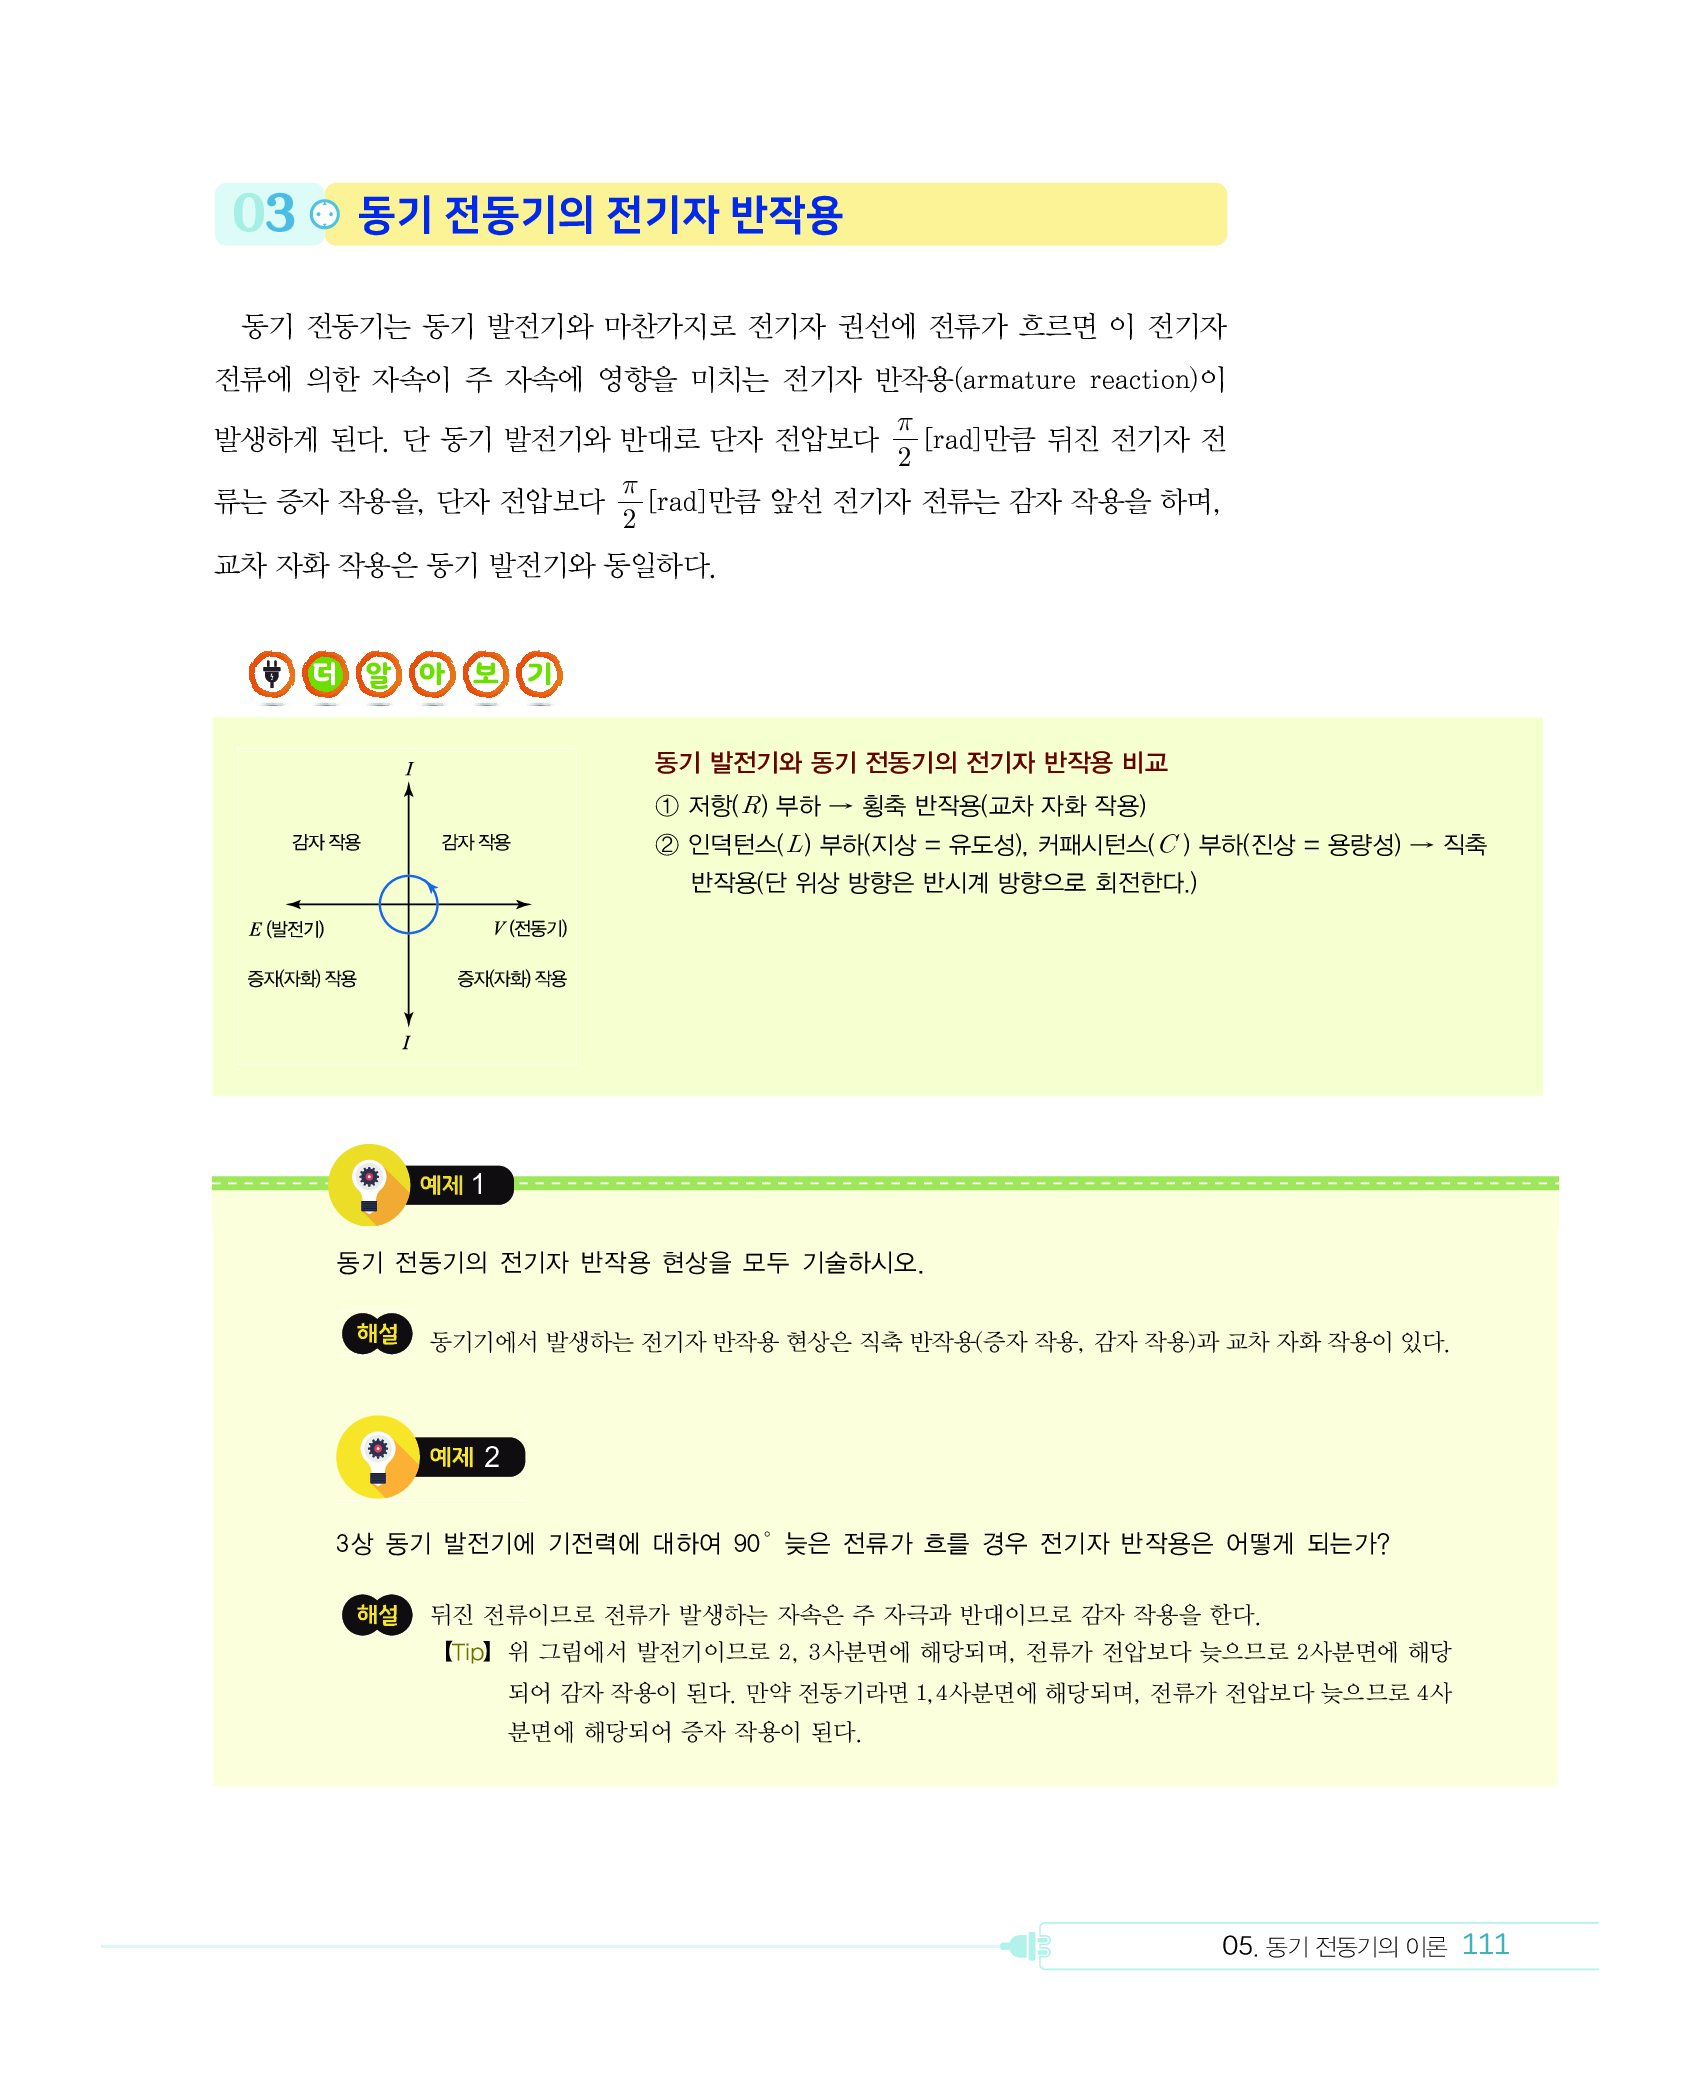 03 동기 전동기의 전기자 반작용
동기 전동기는 동기 발전기와 마찬가지로 전기자 권선에 전류가 흐르면 이 전기자
전류에 의한 자속이 주 자속에 영향을 미치는 전기자 반작용(armature reaction)이
발생하게 된다. 단 동기 발전기와 반대로 단자 전압보다 π/2[rad]만큼 뒤진 전기자 전
류는 증자 작용을, 단자 전압보다 π/2[rad]만큼 앞선 전기자 전류는 감자 작용을 하며,
교차 자화 작용은 동기 발전기와 동일하다.
더알아보기
I
감자 작용 감자 작용
E (발전기) V (전동기)
증자(자화) 작용 증자(자화) 작용
I
동기 발전기와 동기 전동기의 전기자 반작용 비교
① 저항(R) 부하 → 횡축 반작용(교차 자화 작용)
② 인덕턴스(L) 부하(지상 = 유도성), 커패시턴스(C) 부하(진상 = 용량성) → 직축
반작용(단 위상 방향은 반시계 방향으로 회전한다.)
예제 1
동기 전동기의 전기자 반작용 현상을 모두 기술하시오.
해설 동기기에서 발생하는 전기자 반작용 현상은 직축 반작용(증자 작용, 감자 작용)과 교차 자화 작용이 있다.
예제 2
3상 동기 발전기에 기전력에 대하여 90° 늦은 전류가 흐를 경우 전기자 반작용은 어떻게 되는가?
해설 뒤진 전류이므로 전류가 발생하는 자속은 주 자극과 반대이므로 감자 작용을 한다.
【Tip】 위 그림에서 발전기이므로 2, 3사분면에 해당되며, 전류가 전압보다 늦으므로 2사분면에 해당
되어 감자 작용이 된다. 만약 전동기라면 1,4사분면에 해당되며, 전류가 전압보다 늦으므로 4사
분면에 해당되어 증자 작용이 된다.
05. 동기 전동기의 이론 111